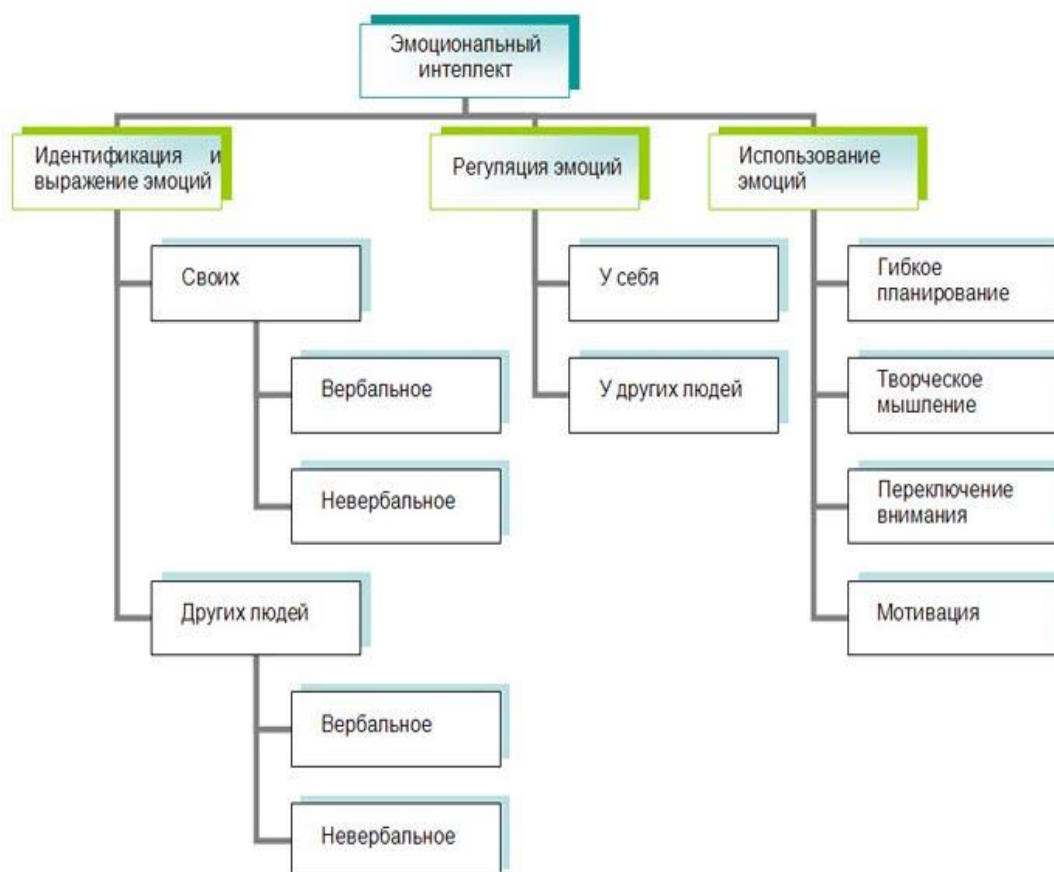 Эмоциональный
интеллект
Идентификация и
выражение эмоций
Регуляция эмоций
Использование
эмоций
Своих
У себя
Гибкое
планирование
Вербальное
У других людей
Творческое
мышление
Невербальное
Переключение
внимания
Других людей
Мотивация
Вербальное
Невербальное